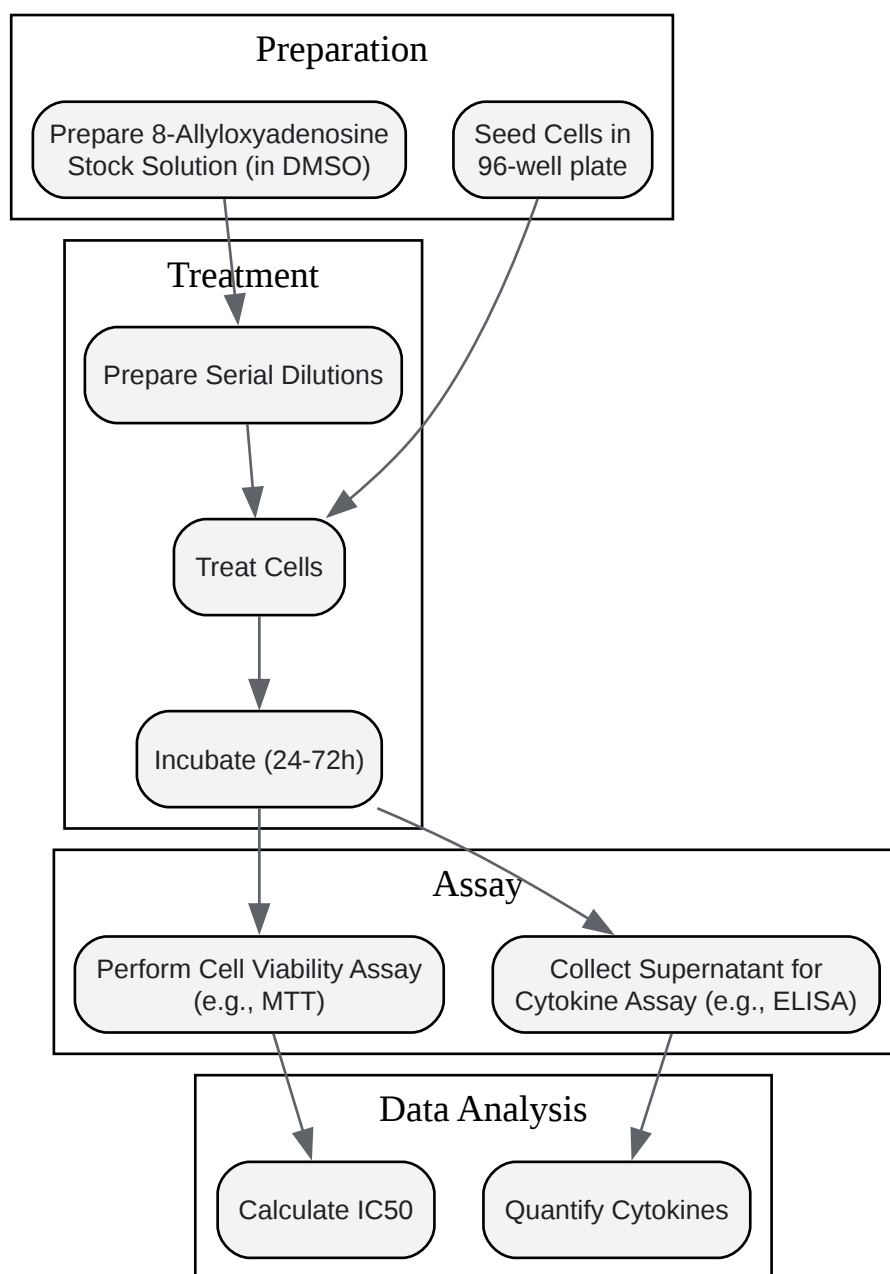 Preparation
Prepare 8-Allyloxyadenosine
Stock Solution (in DMSO)
Seed Cells in
96-well plate
Treatment
Prepare Serial Dilutions
Treat Cells
Incubate (24-72h)
Assay
Perform Cell Viability Assay
(e.g., MTT)
Collect Supernatant for
Cytokine Assay (e.g., ELISA)
Data Analysis
Calculate IC50
Quantify Cytokines